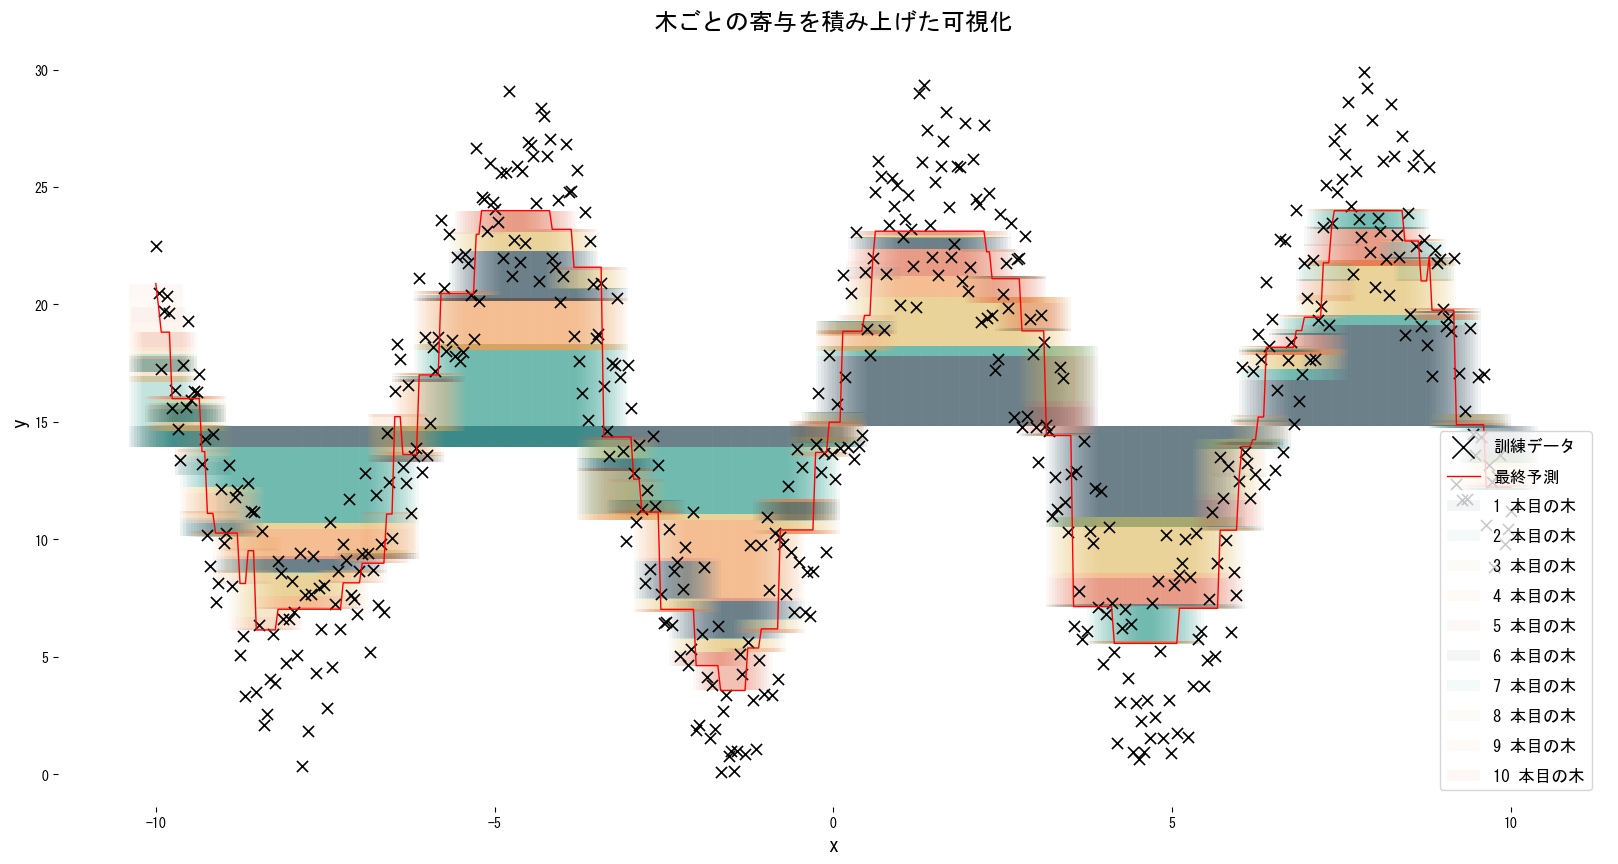 木ごとの寄与を積み上げた可視化
30
25
20
15
10
5
0
y
−10
−5
0
5
10
x
訓練データ
最終予測
1 本目の木
2 本目の木
3 本目の木
4 本目の木
5 本目の木
6 本目の木
7 本目の木
8 本目の木
9 本目の木
10 本目の木